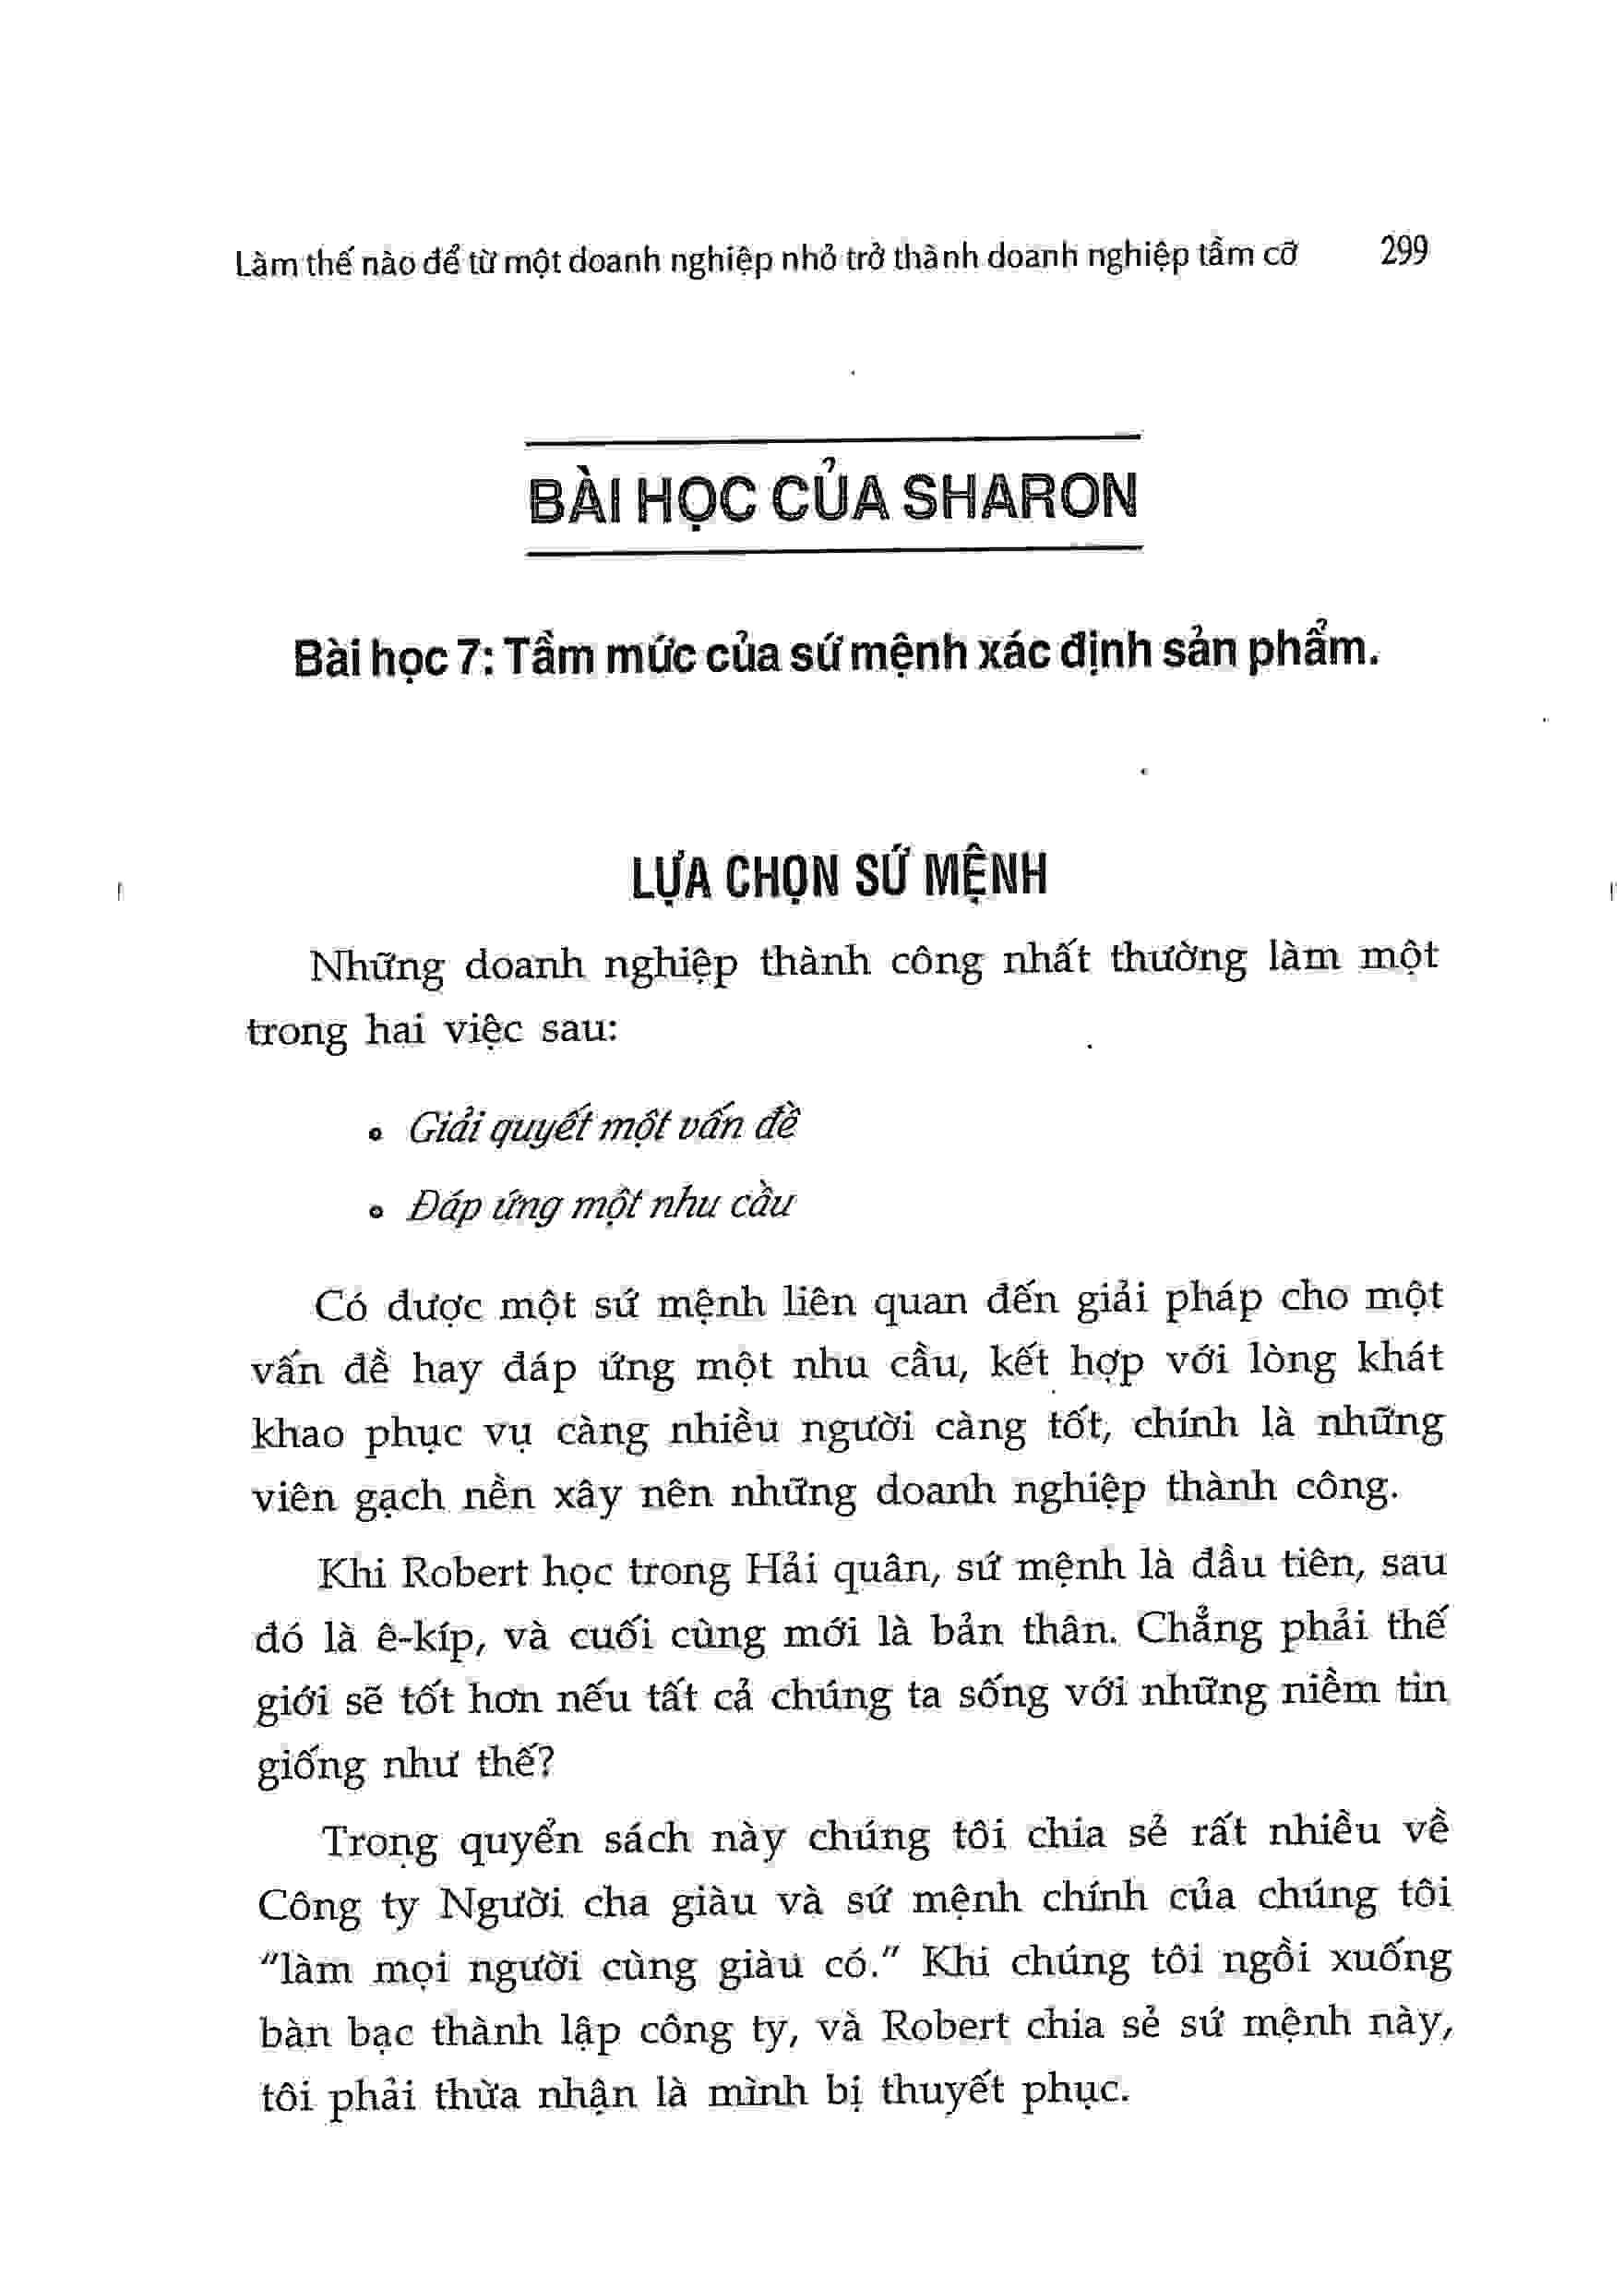 Làm thế nào để từ một doanh nghiệp nhỏ trở thành doanh nghiệp tầm cỡ 299
BÀI HỌC CỦA SHARON
Bài học 7: Tầm mức của sứ mệnh xác định sản phẩm.
LỰA CHỌN SỨ MỆNH
Những doanh nghiệp thành công nhất thường làm một
trong hai việc sau:
• Giải quyết một vấn đề
• Đáp ứng một nhu cầu
Có được một sứ mệnh liên quan đến giải pháp cho một
vấn đề hay đáp ứng một nhu cầu, kết hợp với lòng khát
khao phục vụ càng nhiều người càng tốt, chính là những
viên gạch nền xây nên những doanh nghiệp thành công.
Khi Robert học trong Hải quân, sứ mệnh là đầu tiên, sau
đó là ê-kíp, và cuối cùng mới là bản thân. Chẳng phải thế
giới sẽ tốt hơn nếu tất cả chúng ta sống với những niềm tin
giống như thế?
Trong quyển sách này chúng tôi chia sẻ rất nhiều về
Công ty Người cha giàu và sứ mệnh chính của chúng tôi
"làm mọi người cùng giàu có." Khi chúng tôi ngồi xuống
bàn bạc thành lập công ty, và Robert chia sẻ sứ mệnh này,
tôi phải thừa nhận là mình bị thuyết phục.